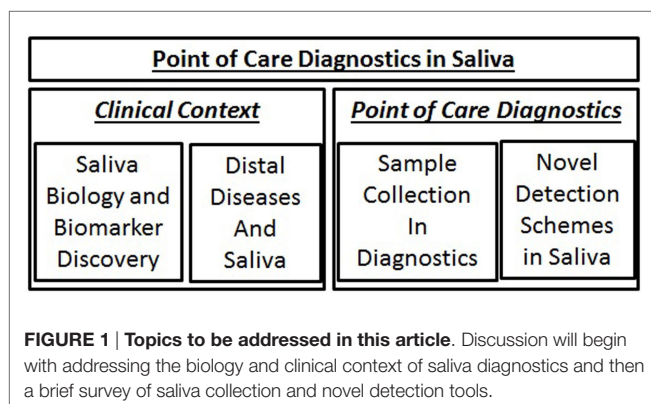 Point of Care Diagnostics in Saliva
Clinical Context
Saliva
Biology and
Biomarker
Discovery
Distal
Diseases
And
Saliva
Point of Care Diagnostics
Sample
Collection
In
Diagnostics
Novel
Detection
Schemes
in Saliva
FIGURE 1 | Topics to be addressed in this article. Discussion will begin
with addressing the biology and clinical context of saliva diagnostics and then
a brief survey of saliva collection and novel detection tools.